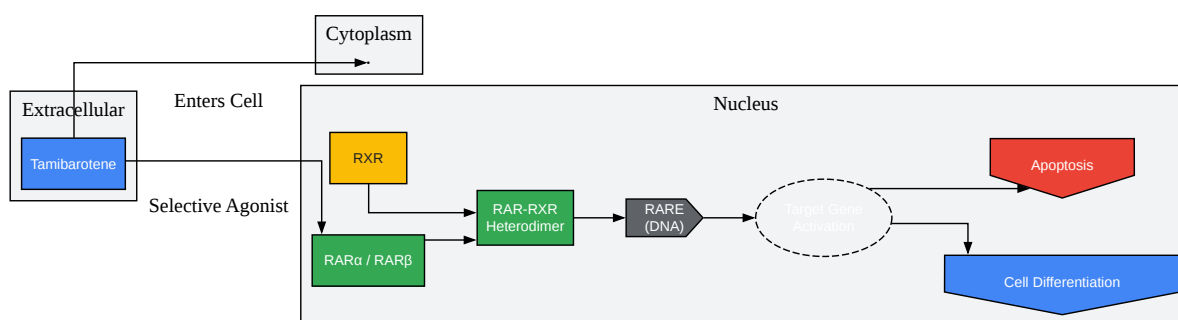 Cytoplasm
Extracellular
Enters Cell
Nucleus
Tamibarotene
Selective Agonist
RXR
RARα / RARβ
RAR-RXR
Heterodimer
RARE
(DNA)
Target Gene
Activation
Apoptosis
Cell Differentiation